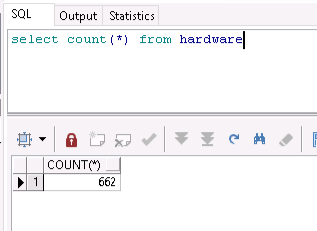 SQL Output Statistics
select count(*) from hardware
COUNT(*)
1 662